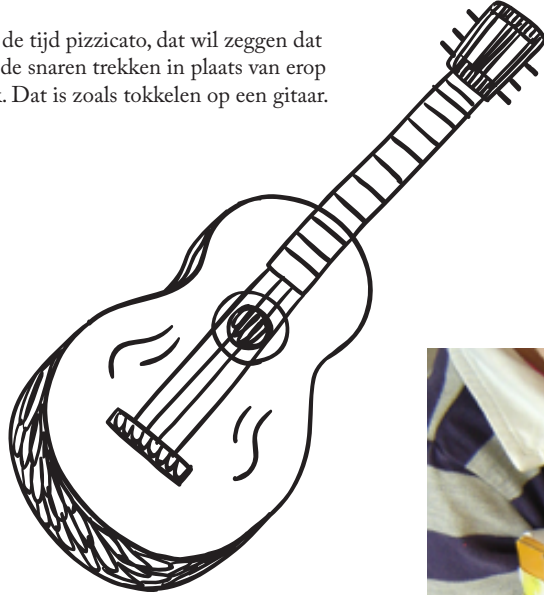 de tijd pizzicato, dat wil zeggen dat
de snaren trekken in plaats van erop
. Dat is zoals tokkelen op een gitaar.